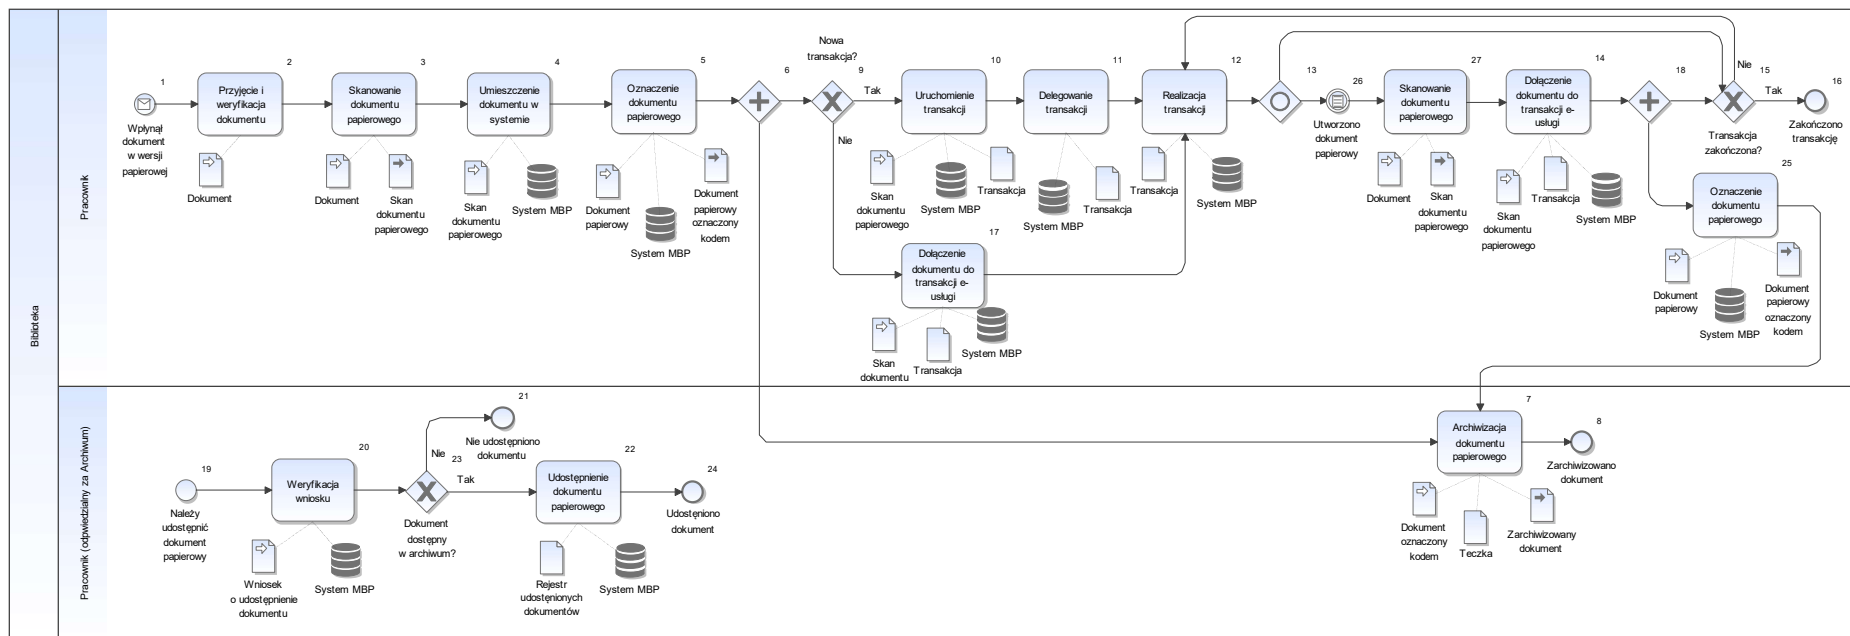 Biblioteka
Pracownik
1
Wpłynął
dokument
w wersji
papierowej
2
Przyjęcie i
weryfikacja
dokumentu
Dokument
3
Skanowanie
dokumentu
papierowego
Dokument
Skan
dokumentu
papierowego
4
Umieszczenie
dokumentu w
systemie
Skan
dokumentu
papierowego
System MBP
5
Oznaczenie
dokumentu
papierowego
Dokument
papierowy
System MBP
Dokument
papierowy
oznaczony
kodem
6
Nowa
transakcja?
9
Tak
Nie
10
Uruchomienie
transakcji
Skan
dokumentu
papierowego
System MBP
Transakcja
11
Delegowanie
transakcji
System MBP
Transakcja
12
Realizacja
transakcji
Transakcja
System MBP
17
Dołączenie
dokumentu do
transakcji e-
usługi
Skan
dokumentu
Transakcja
System MBP
13
26
Utworzono
dokument
papierowy
27
Skanowanie
dokumentu
papierowego
Dokument
Skan
dokumentu
papierowego
14
Dołączenie
dokumentu do
transakcji e-
usługi
Skan
dokumentu
papierowego
Transakcja
System MBP
18
Nie
15
Tak
Transakcja
zakończona?
16
Zakończono
transakcję
25
Oznaczenie
dokumentu
papierowego
Dokument
papierowy
System MBP
Dokument
papierowy
oznaczony
kodem
Pracownik (odpwiedzialny za Archiwum)
19
Należy
udostępnić
dokument
papierowy
20
Weryfikacja
wniosku
Wniosek
o udostępnienie
dokumentu
System MBP
21
Nie udostępniono
dokumentu
Nie
23
Tak
Dokument
dostępny
w archiwum?
22
Udostępnienie
dokumentu
papierowego
Rejestr
udostęnionych
dokumentów
System MBP
24
Udostęniono
dokument
7
Archiwizacja
dokumentu
papierowego
Dokument
oznaczony
kodem
Teczka
Zarchiwizowany
dokument
8
Zarchiwizowano
dokument